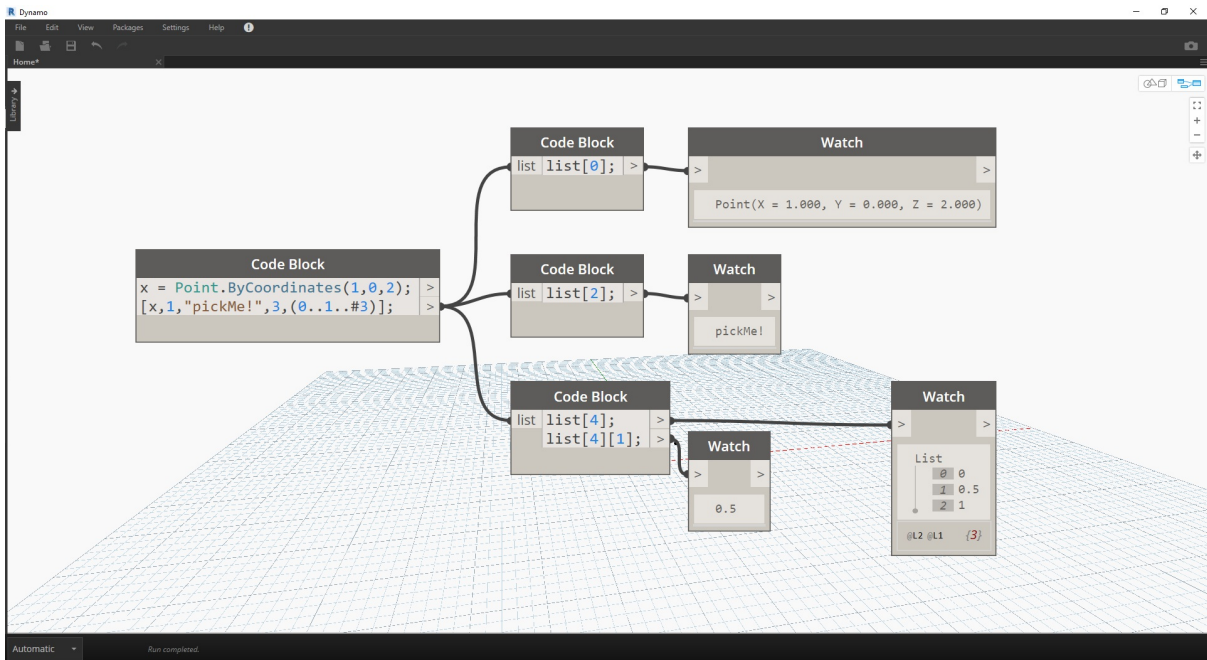 R Dynamo
File Edit View Packages Settings Help !
Home*
Library
Code Block
list list[0]; >
Watch
> >
Point(X = 1.000, Y = 0.000, Z = 2.000)
Code Block
x = Point.ByCoordinates(1,0,2); >
[x,1,"pickMe!",3,(0..1..#3)]; >
Code Block
list list[2]; >
Watch
> >
pickMe!
Code Block
list list[4]; >
list[4][1]; >
Watch
> >
0.5
Watch
> >
List
0 0
1 0.5
2 1
@L2 @L1 {3}
Automatic
Run completed.